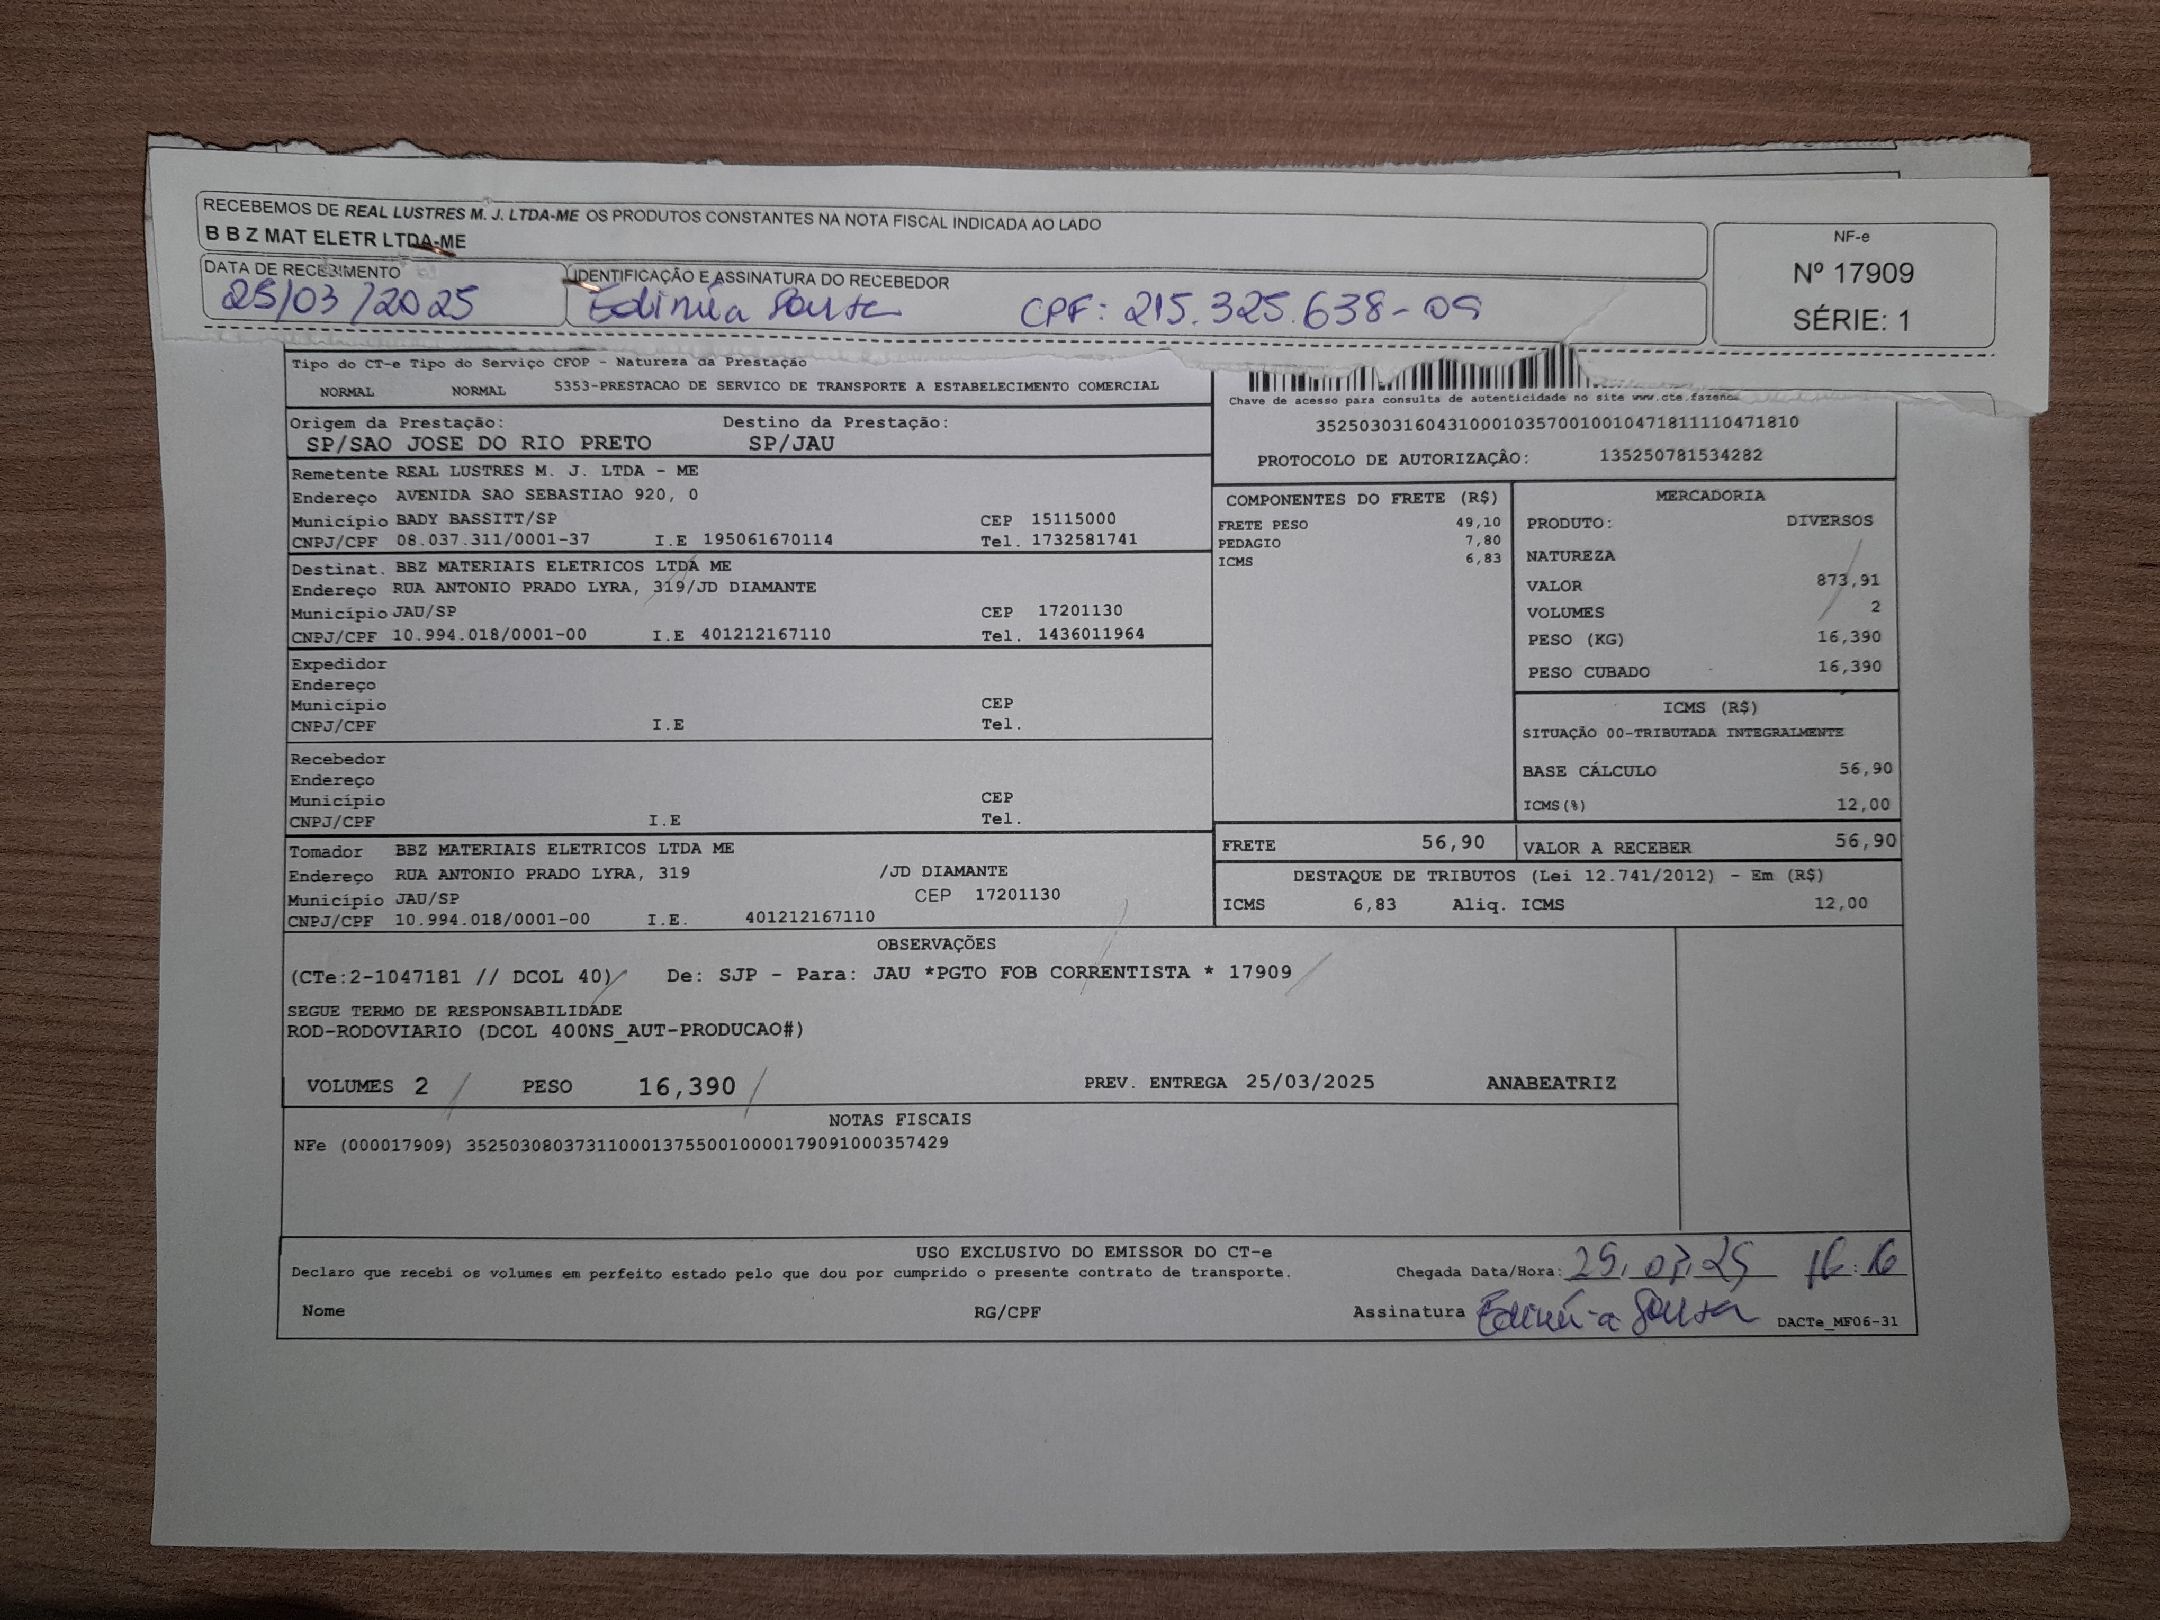 RECEBEMOS DE REAL LUSTRES M. J. LTDA-ME OS PRODUTOS CONSTANTES NA NOTA FISCAL INDICADA AO LADO
B B Z MAT ELETR LTDA-ME
DATA DE RECEBIMENTO
25/03/2025
IDENTIFICAÇÃO E ASSINATURA DO RECEBEDOR
Edinéia Souza CPF: 215.325.638-09
NF-e
Nº 17909
SÉRIE: 1
Tipo do CT-e Tipo do Serviço CFOP - Natureza da Prestação
NORMAL NORMAL 5353-PRESTACAO DE SERVICO DE TRANSPORTE A ESTABELECIMENTO COMERCIAL
Origem da Prestação: Destino da Prestação:
SP/SAO JOSE DO RIO PRETO SP/JAU
Chave de acesso para consulta de autenticidade no site www.cte.fazend
35250303160431000103570010010471811110471810
PROTOCOLO DE AUTORIZAÇÂO: 135250781534282
Remetente REAL LUSTRES M. J. LTDA - ME
Endereço AVENIDA SAO SEBASTIAO 920, 0
Município BADY BASSITT/SP CEP 15115000
CNPJ/CPF 08.037.311/0001-37 I.E 195061670114 Tel. 1732581741
Destinat. BBZ MATERIAIS ELETRICOS LTDA ME
Endereço RUA ANTONIO PRADO LYRA, 319/JD DIAMANTE
Município JAU/SP CEP 17201130
CNPJ/CPF 10.994.018/0001-00 I.E 401212167110 Tel. 1436011964
Expedidor
Endereço
Município CEP
CNPJ/CPF I.E Tel.
Recebedor
Endereço
Município CEP
CNPJ/CPF I.E Tel.
Tomador BBZ MATERIAIS ELETRICOS LTDA ME
Endereço RUA ANTONIO PRADO LYRA, 319 /JD DIAMANTE
Município JAU/SP CEP 17201130
CNPJ/CPF 10.994.018/0001-00 I.E. 401212167110
COMPONENTES DO FRETE (R$)
FRETE PESO 49,10
PEDAGIO 7,80
ICMS 6,83
MERCADORIA
PRODUTO: DIVERSOS
NATUREZA
VALOR 873,91
VOLUMES 2
PESO (KG) 16,390
PESO CUBADO 16,390
ICMS (R$)
SITUAÇÃO 00-TRIBUTADA INTEGRALMENTE
BASE CÁLCULO 56,90
ICMS(%) 12,00
FRETE 56,90 VALOR A RECEBER 56,90
DESTAQUE DE TRIBUTOS (Lei 12.741/2012) - Em (R$)
ICMS 6,83 Aliq. ICMS 12,00
OBSERVAÇÕES
(CTe:2-1047181 // DCOL 40) De: SJP - Para: JAU *PGTO FOB CORRENTISTA * 17909
SEGUE TERMO DE RESPONSABILIDADE
ROD-RODOVIARIO (DCOL 400NS_AUT-PRODUCAO#)
VOLUMES 2 PESO 16,390 PREV. ENTREGA 25/03/2025 ANABEATRIZ
NOTAS FISCAIS
NFe (000017909) 35250308037311000137550010000179091000357429
USO EXCLUSIVO DO EMISSOR DO CT-e
Declaro que recebi os volumes em perfeito estado pelo que dou por cumprido o presente contrato de transporte. Chegada Data/Hora: 25.03.25 16:16
Nome RG/CPF Assinatura Edinéia Souza DACTe_MF06-31